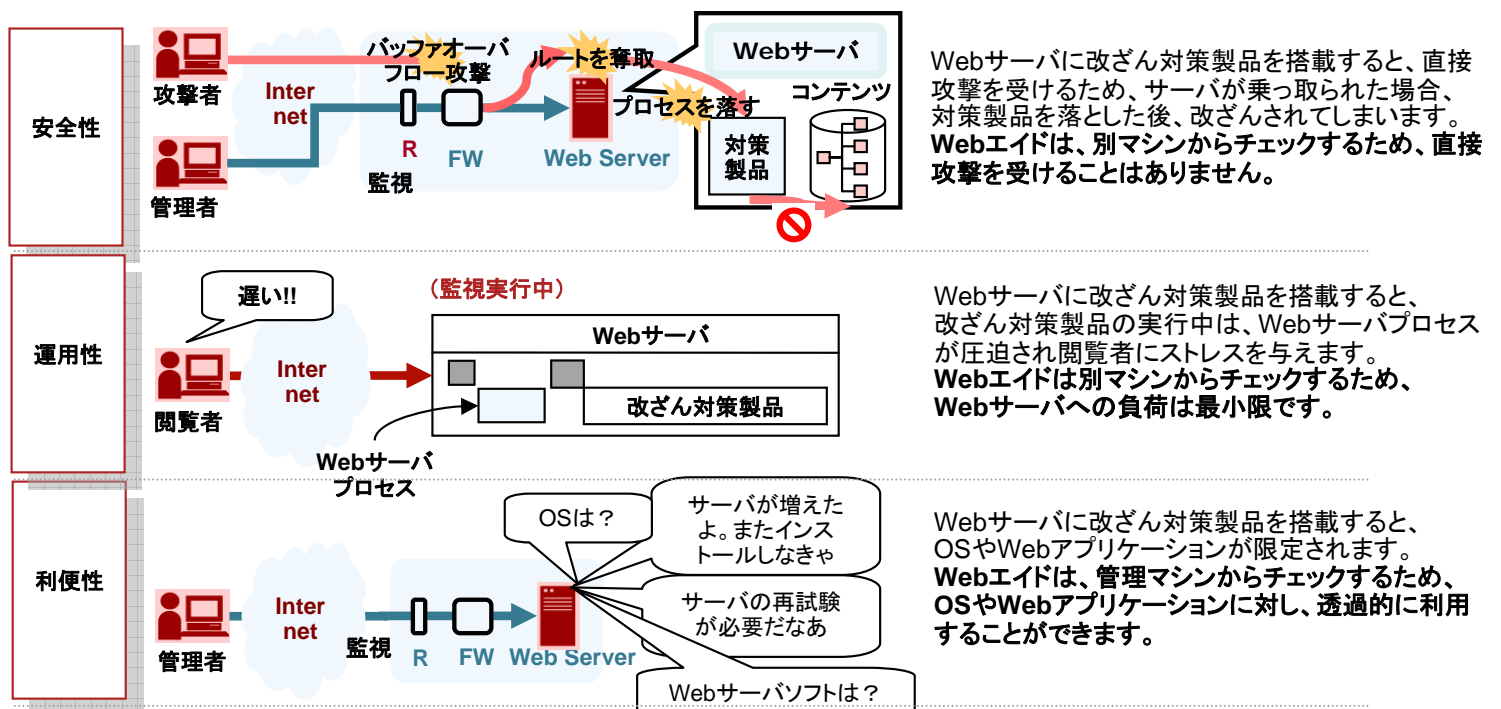 安全性
攻撃者
管理者
Inter
net
バッファオーバ
フロー攻撃
ルートを奪取
プロセスを落す
R
FW
Web Server
監視
Webサーバ
コンテンツ
対策
製品
Webサーバに改ざん対策製品を搭載すると、直接
攻撃を受けるため、サーバが乗っ取られた場合、
対策製品を落とした後、改ざんされてしまいます。
Webエイドは、別マシンからチェックするため、直接
攻撃を受けることはありません。
運用性
遅い!!
閲覧者
Inter
net
（監視実行中）
Webサーバ
改ざん対策製品
Webサーバ
プロセス
Webサーバに改ざん対策製品を搭載すると、
改ざん対策製品の実行中は、Webサーバプロセス
が圧迫され閲覧者にストレスを与えます。
Webエイドは別マシンからチェックするため、
Webサーバへの負荷は最小限です。
利便性
管理者
Inter
net
監視
R
FW
Web Server
OSは？
サーバが増えた
よ。またインス
トールしなきゃ
サーバの再試験
が必要だなあ
Webサーバソフトは？
Webサーバに改ざん対策製品を搭載すると、
OSやWebアプリケーションが限定されます。
Webエイドは、管理マシンからチェックするため、
OSやWebアプリケーションに対し、透過的に利用
することができます。